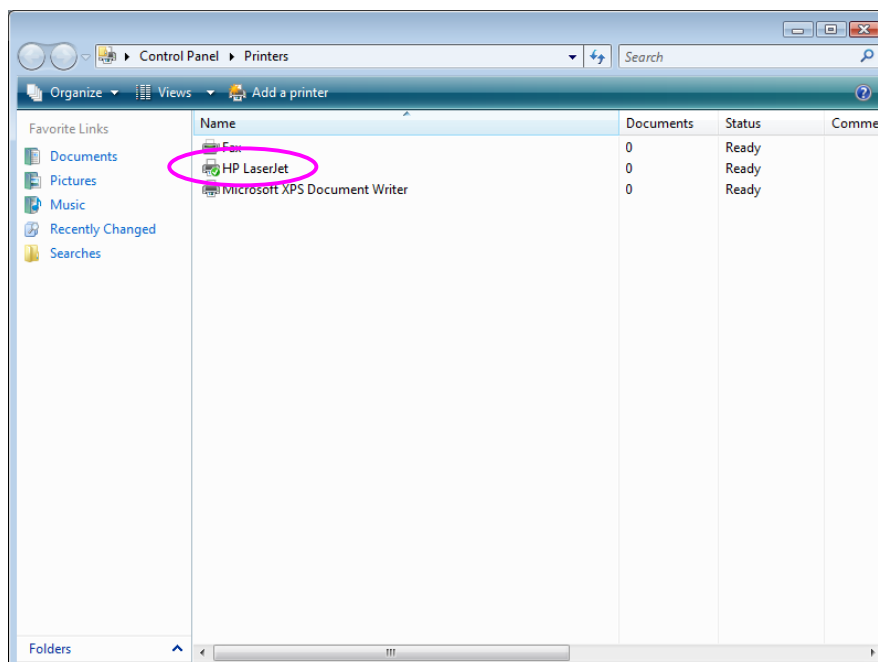 Control Panel Printers Search
Organize Views Add a printer
Favorite Links
Documents
Pictures
Music
Recently Changed
Searches
Folders
Name Documents Status Comme
Fax 0 Ready
HP LaserJet 0 Ready
Microsoft XPS Document Writer 0 Ready